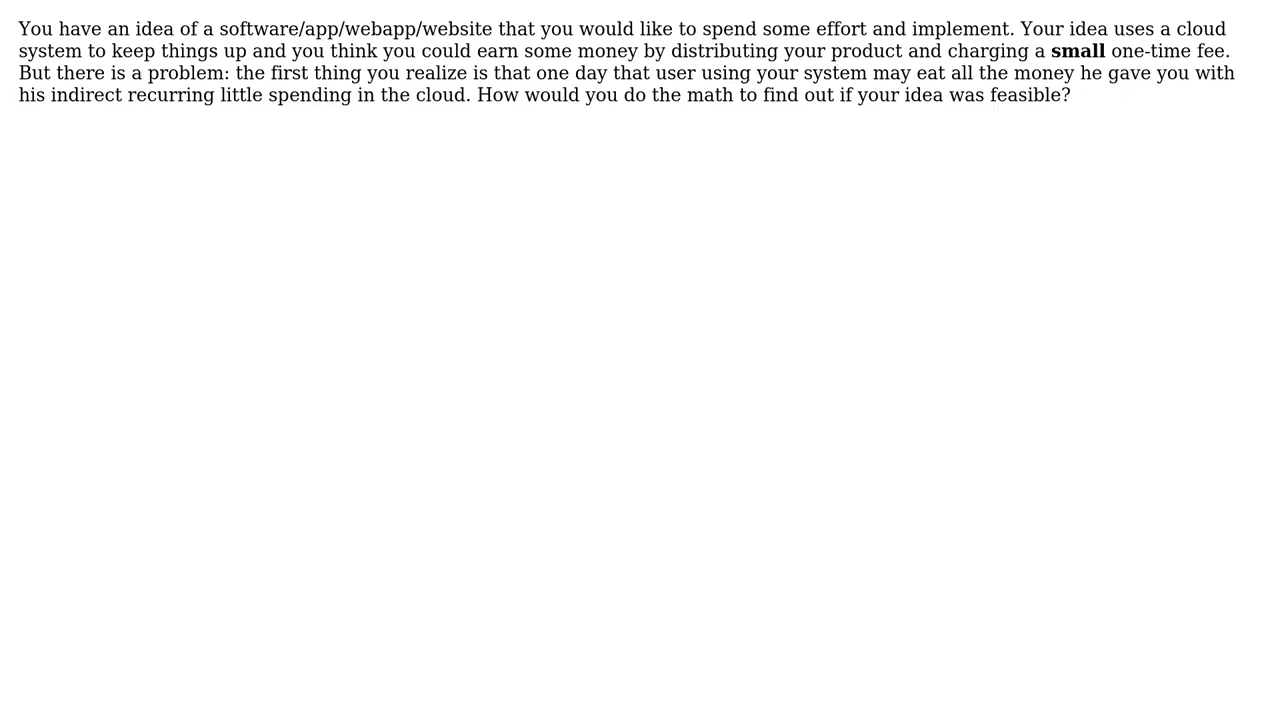 You have an idea of a software/app/webapp/website that you would like to spend some effort and implement. Your idea uses a cloud
system to keep things up and you think you could earn some money by distributing your product and charging a small one-time fee.
But there is a problem: the first thing you realize is that one day that user using your system may eat all the money he gave you with
his indirect recurring little spending in the cloud. How would you do the math to find out if your idea was feasible?